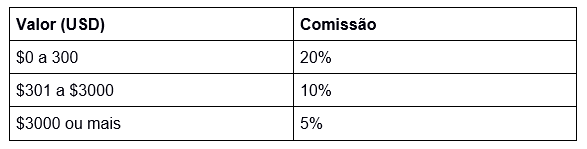 Valor (USD) Comissão
$0 a 300 20%
$301 a $3000 10%
$3000 ou mais 5%